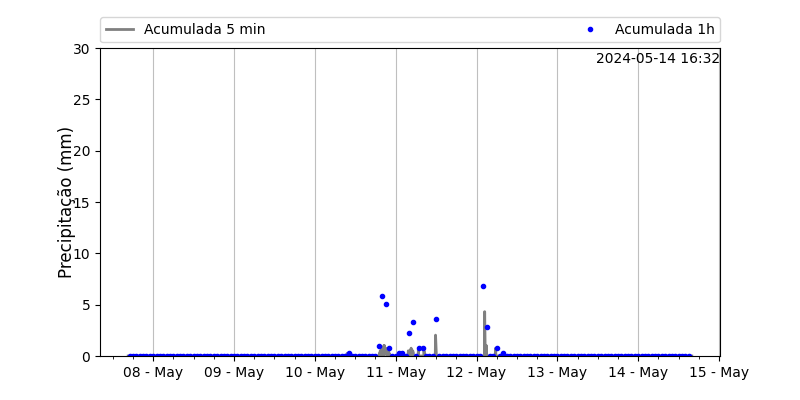 Acumulada 5 min
Acumulada 1h
2024-05-14 16:32
Precipitação (mm)
30
25
20
15
10
5
0
08 - May
09 - May
10 - May
11 - May
12 - May
13 - May
14 - May
15 - May